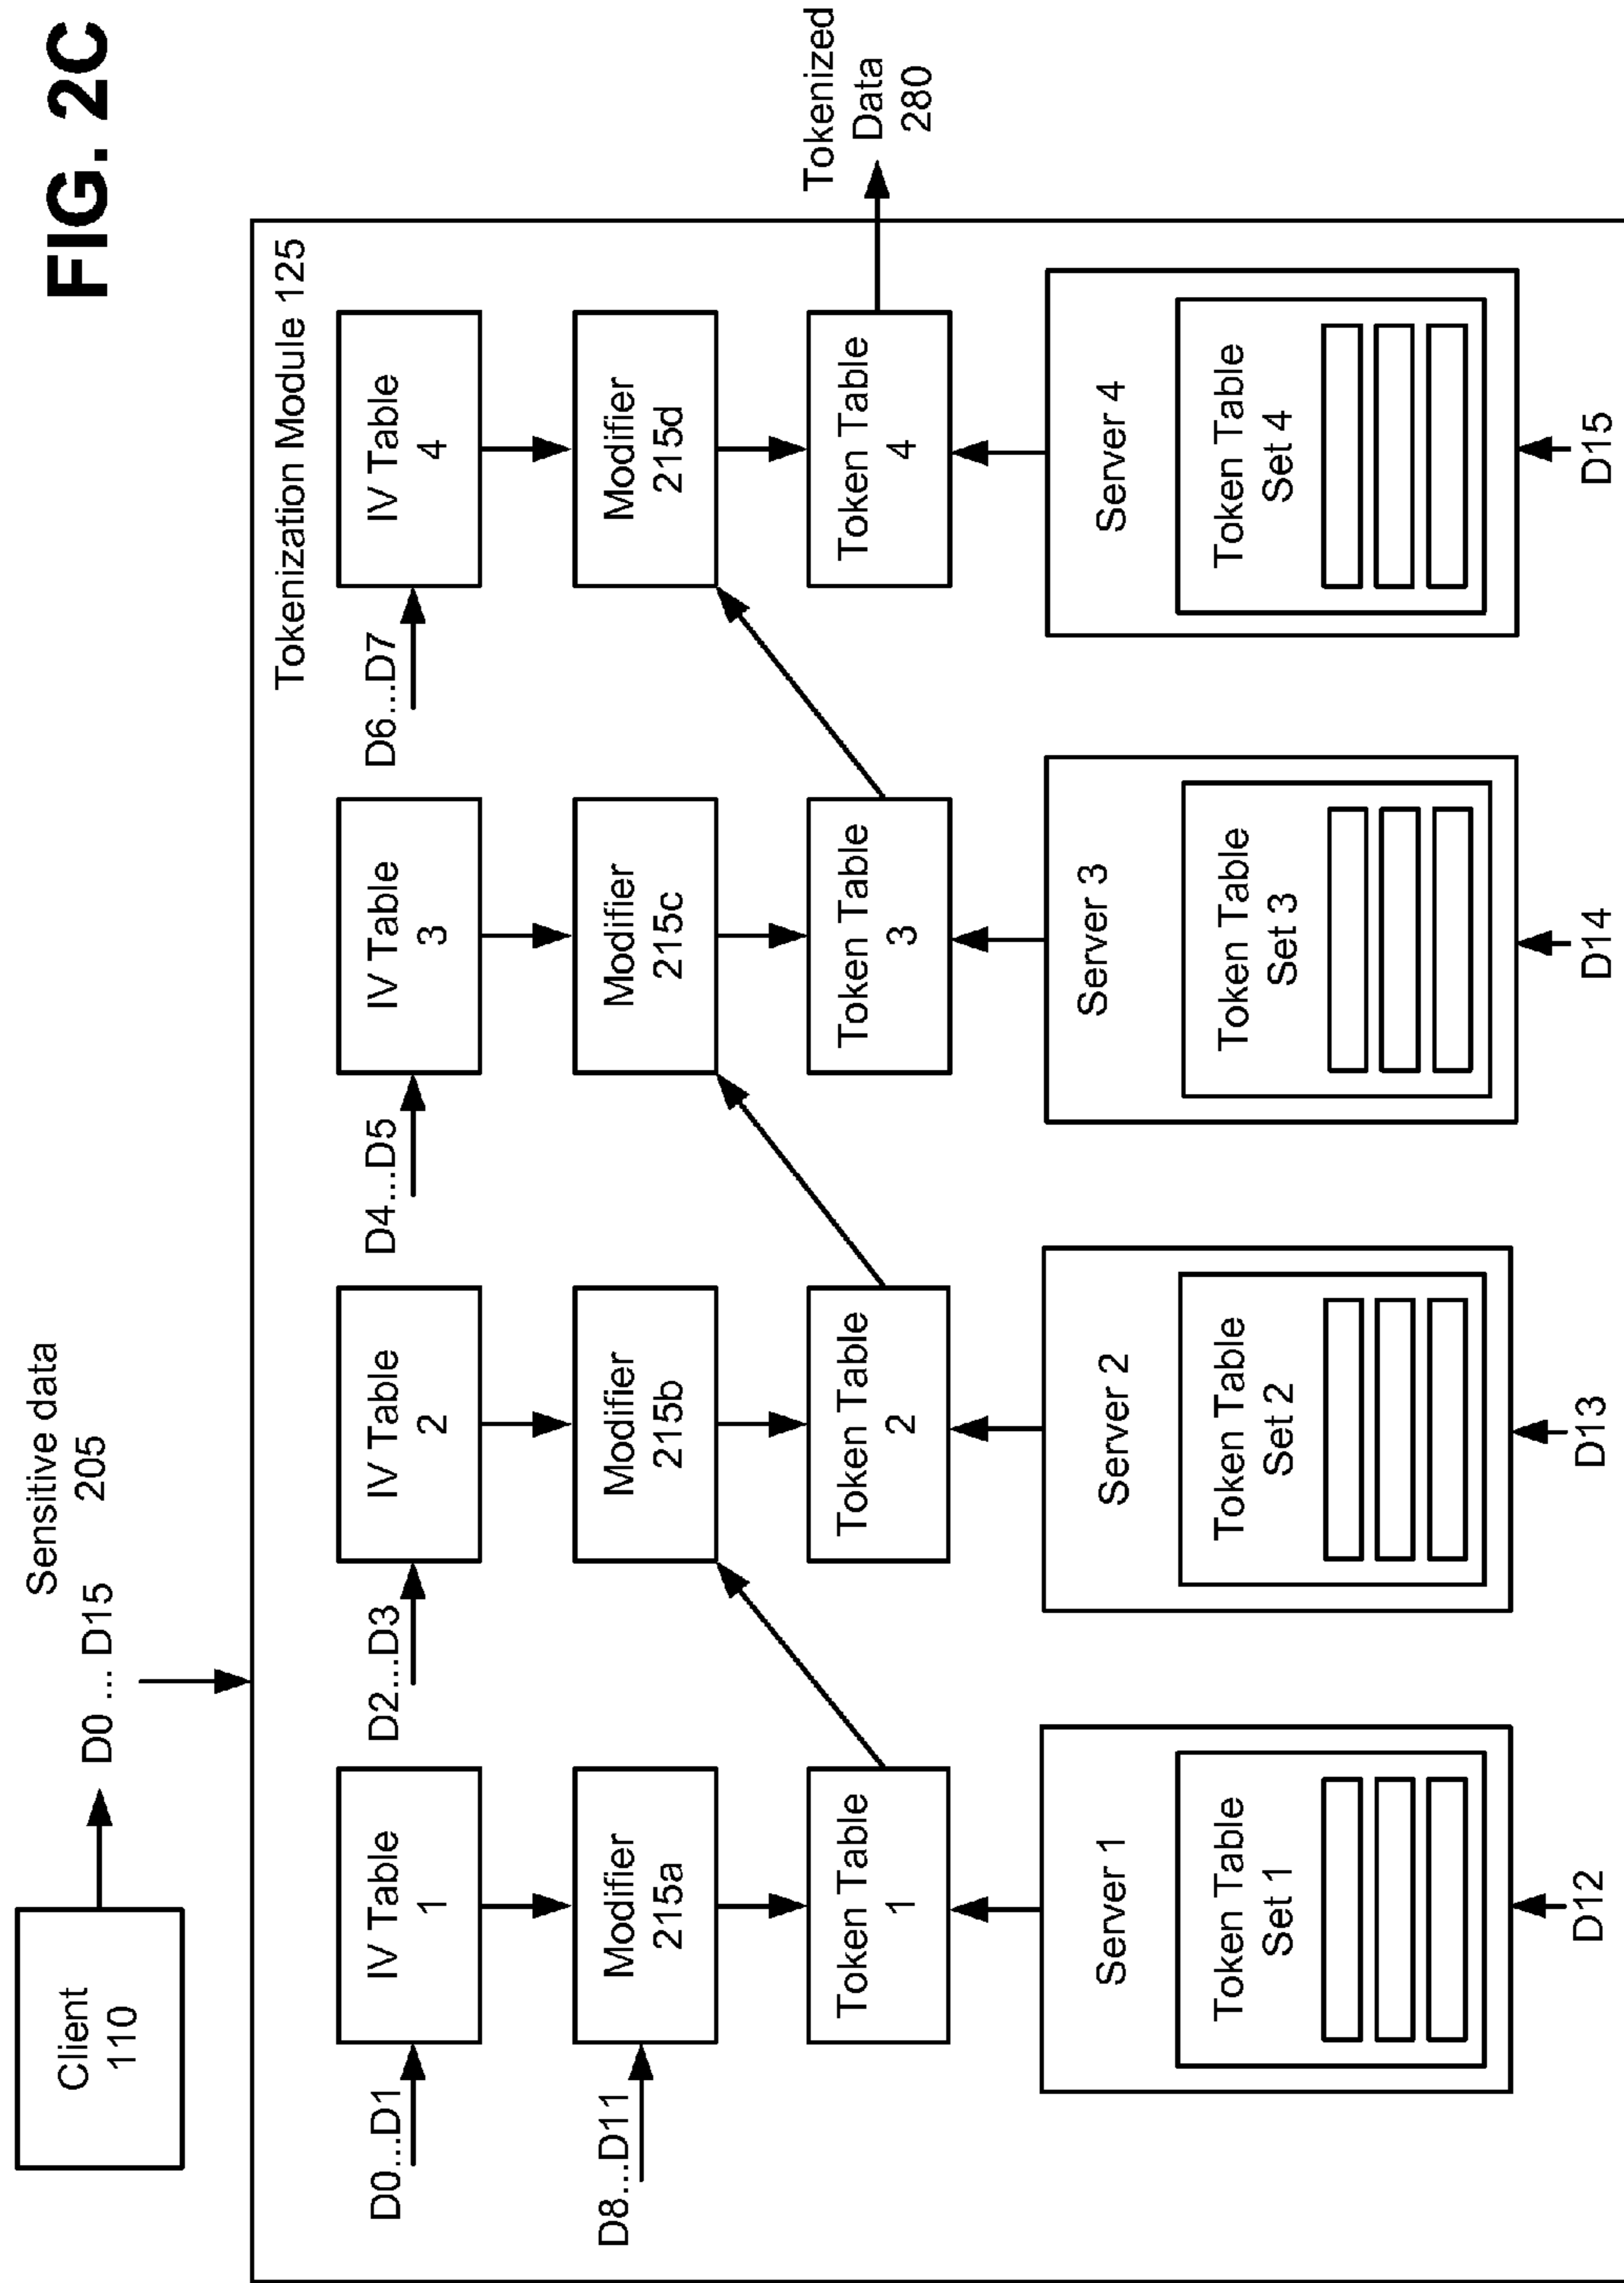 FIG. 2C
Client
110
Sensitive data
D0 ... D15
205
Tokenization Module 125
D0...D1
IV Table
1
D2...D3
IV Table
2
D4...D5
IV Table
3
D6...D7
IV Table
4
D8...D11
Modifier
215a
Modifier
215b
Modifier
215c
Modifier
215d
Token Table
1
Token Table
2
Token Table
3
Token Table
4
Tokenized
Data
280
Server 1
Token Table
Set 1
Server 2
Token Table
Set 2
Server 3
Token Table
Set 3
Server 4
Token Table
Set 4
D12
D13
D14
D15